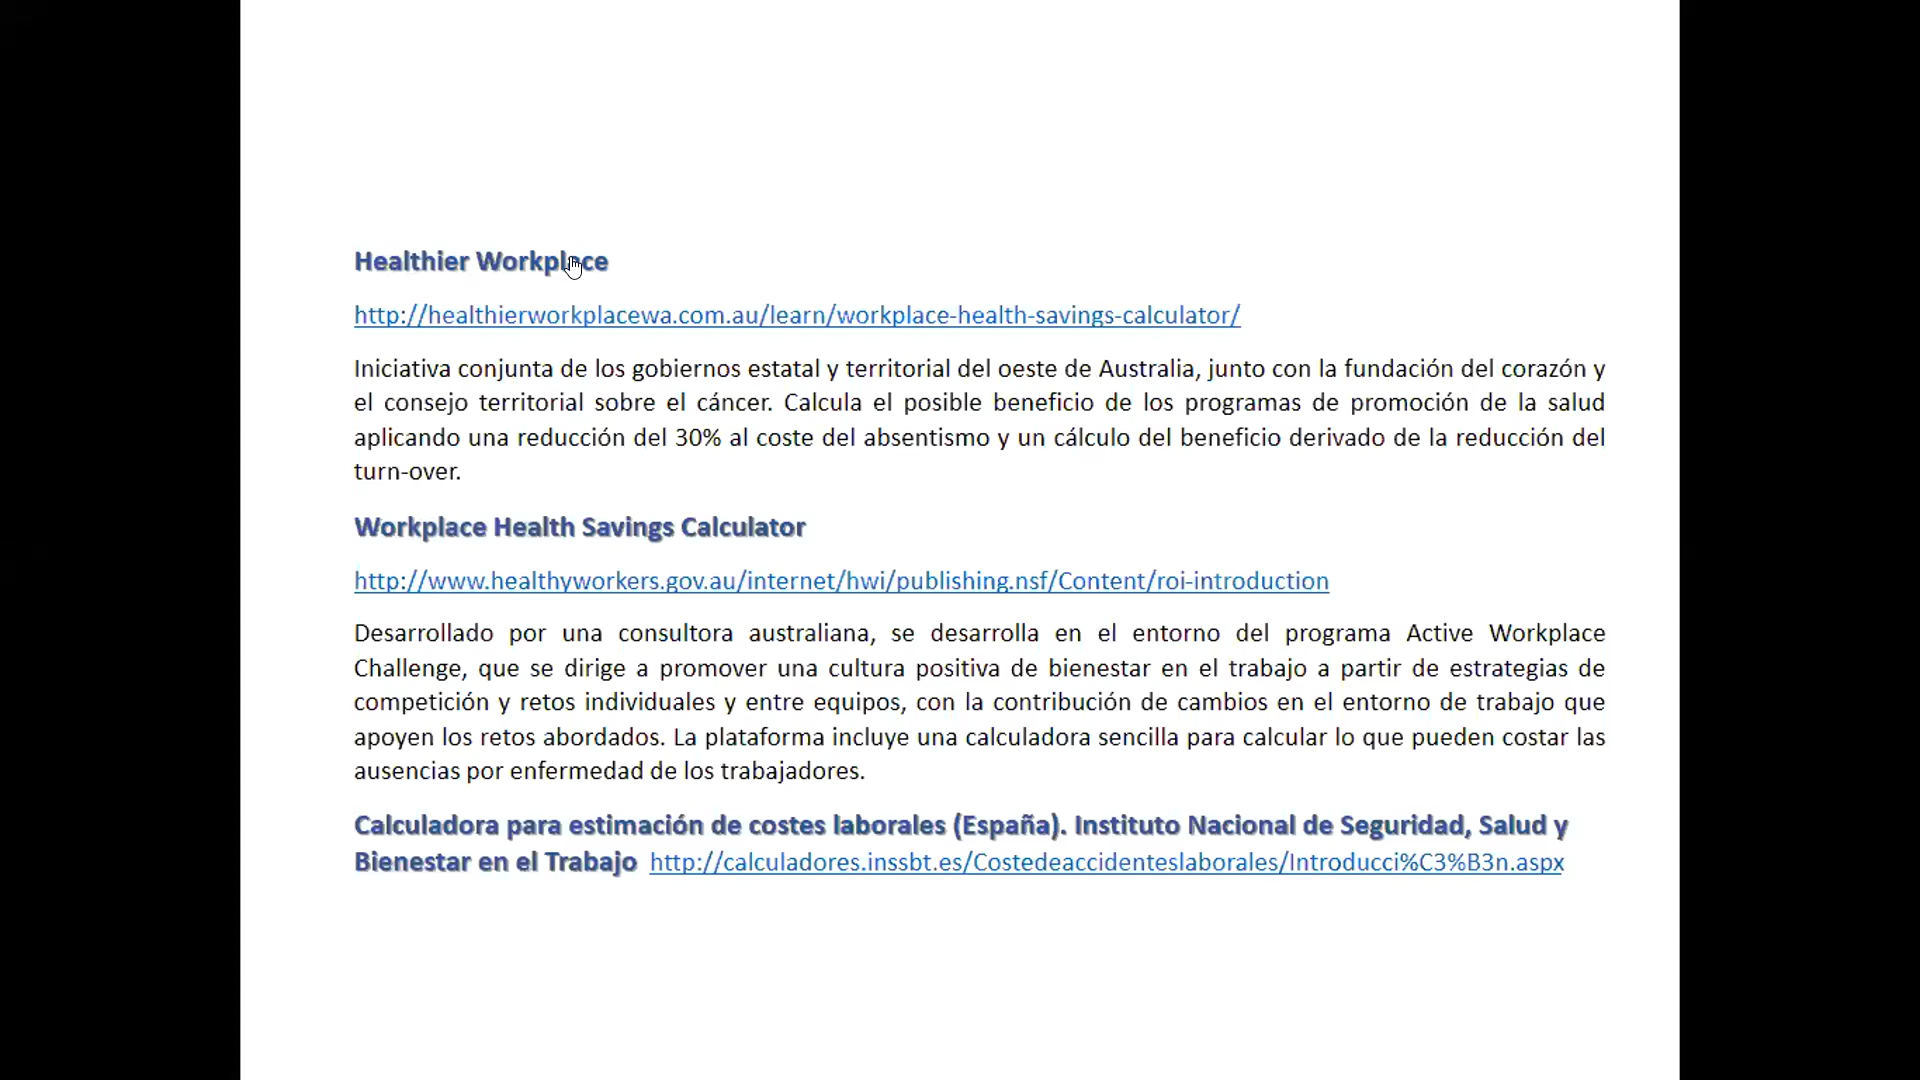 Healthier Workplace
http://healthierworkplacewa.com.au/learn/workplace-health-savings-calculator/
Iniciativa conjunta de los gobiernos estatal y territorial del oeste de Australia, junto con la fundación del corazón y
el consejo territorial sobre el cáncer. Calcula el posible beneficio de los programas de promoción de la salud
aplicando una reducción del 30% al coste del absentismo y un cálculo del beneficio derivado de la reducción del
turn-over.
Workplace Health Savings Calculator
http://www.healthyworkers.gov.au/internet/hwi/publishing.nsf/Content/roi-introduction
Desarrollado por una consultora australiana, se desarrolla en el entorno del programa Active Workplace
Challenge, que se dirige a promover una cultura positiva de bienestar en el trabajo a partir de estrategias de
competición y retos individuales y entre equipos, con la contribución de cambios en el entorno de trabajo que
apoyen los retos abordados. La plataforma incluye una calculadora sencilla para calcular lo que pueden costar las
ausencias por enfermedad de los trabajadores.
Calculadora para estimación de costes laborales (España). Instituto Nacional de Seguridad, Salud y
Bienestar en el Trabajo http://calculadores.inssbt.es/Costedeaccidenteslaborales/Introducci%C3%B3n.aspx